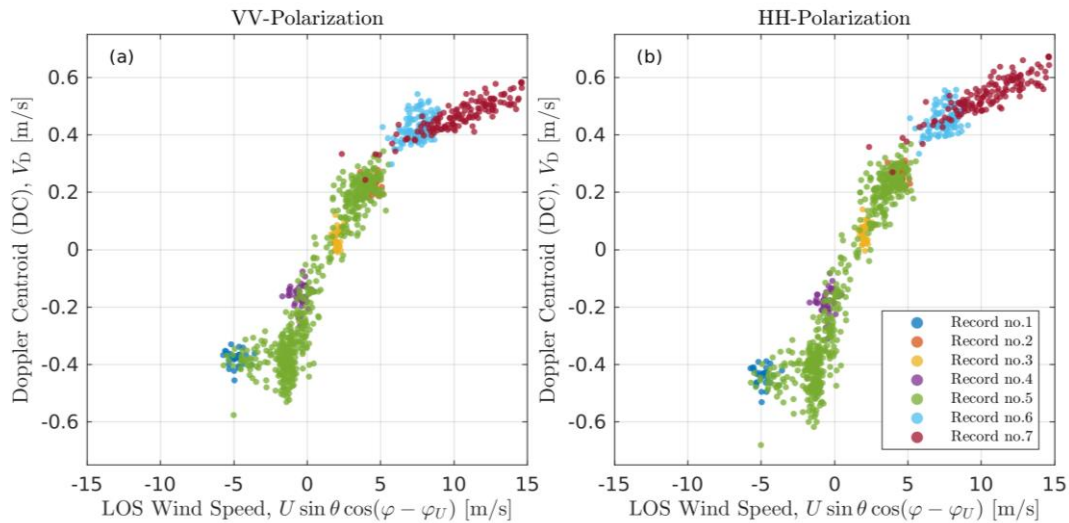 VV-Polarization
(a)
0.6
0.4
0.2
0
-0.2
-0.4
-0.6
Doppler Centroid (DC), V_D [m/s]
-15 -10 -5 0 5 10 15
LOS Wind Speed, U sin θ cos(φ − φ_U) [m/s]
HH-Polarization
(b)
0.6
0.4
0.2
0
-0.2
-0.4
-0.6
Doppler Centroid (DC), V_D [m/s]
Record no.1
Record no.2
Record no.3
Record no.4
Record no.5
Record no.6
Record no.7
-15 -10 -5 0 5 10 15
LOS Wind Speed, U sin θ cos(φ − φ_U) [m/s]